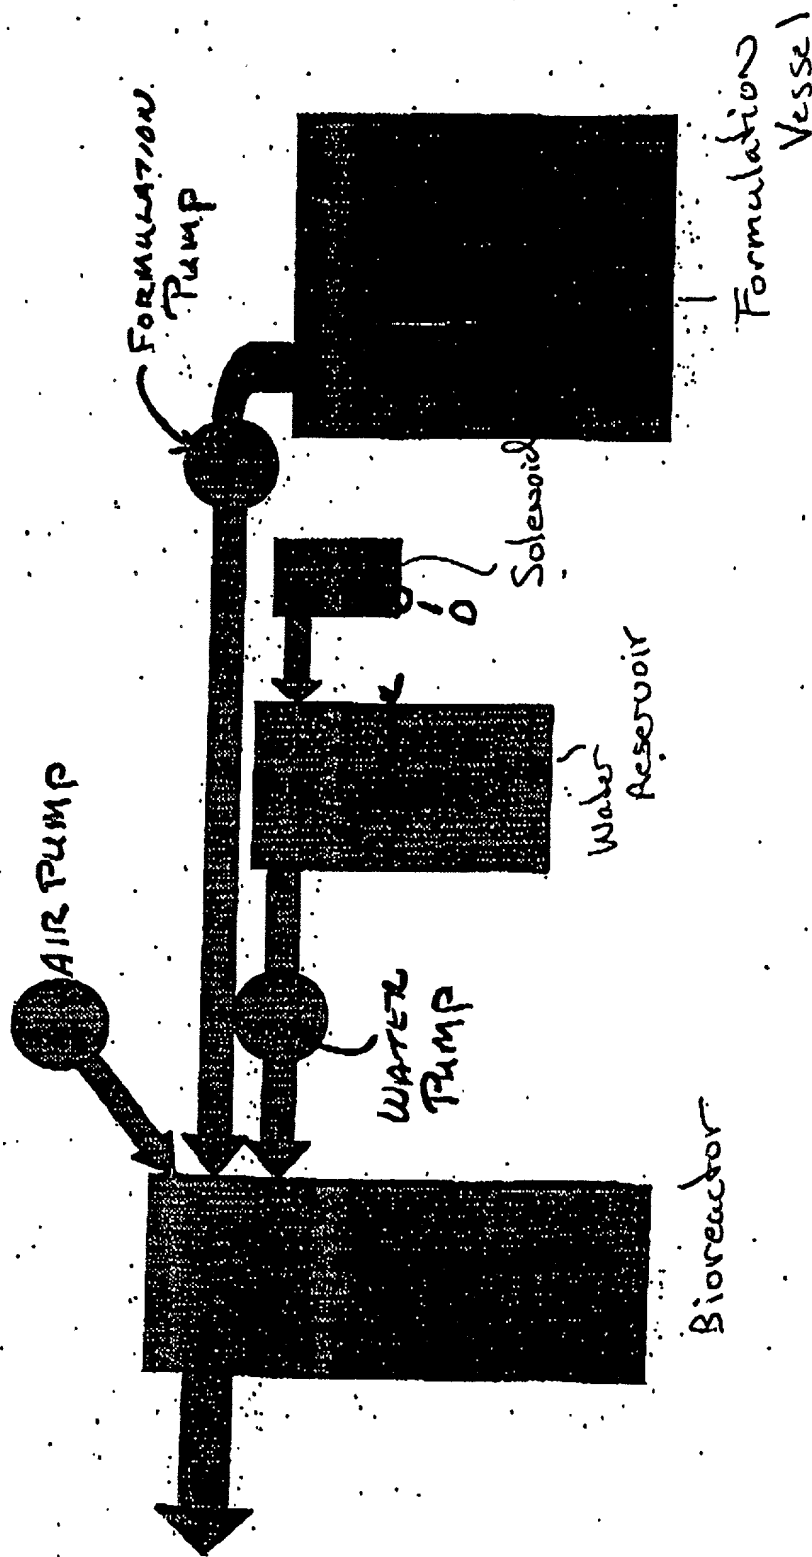 AIR PUMP
FORMULATION
PUMP
WATER
PUMP
Bioreactor
Water
Reservoir
Solenoid
Formulation
Vessel